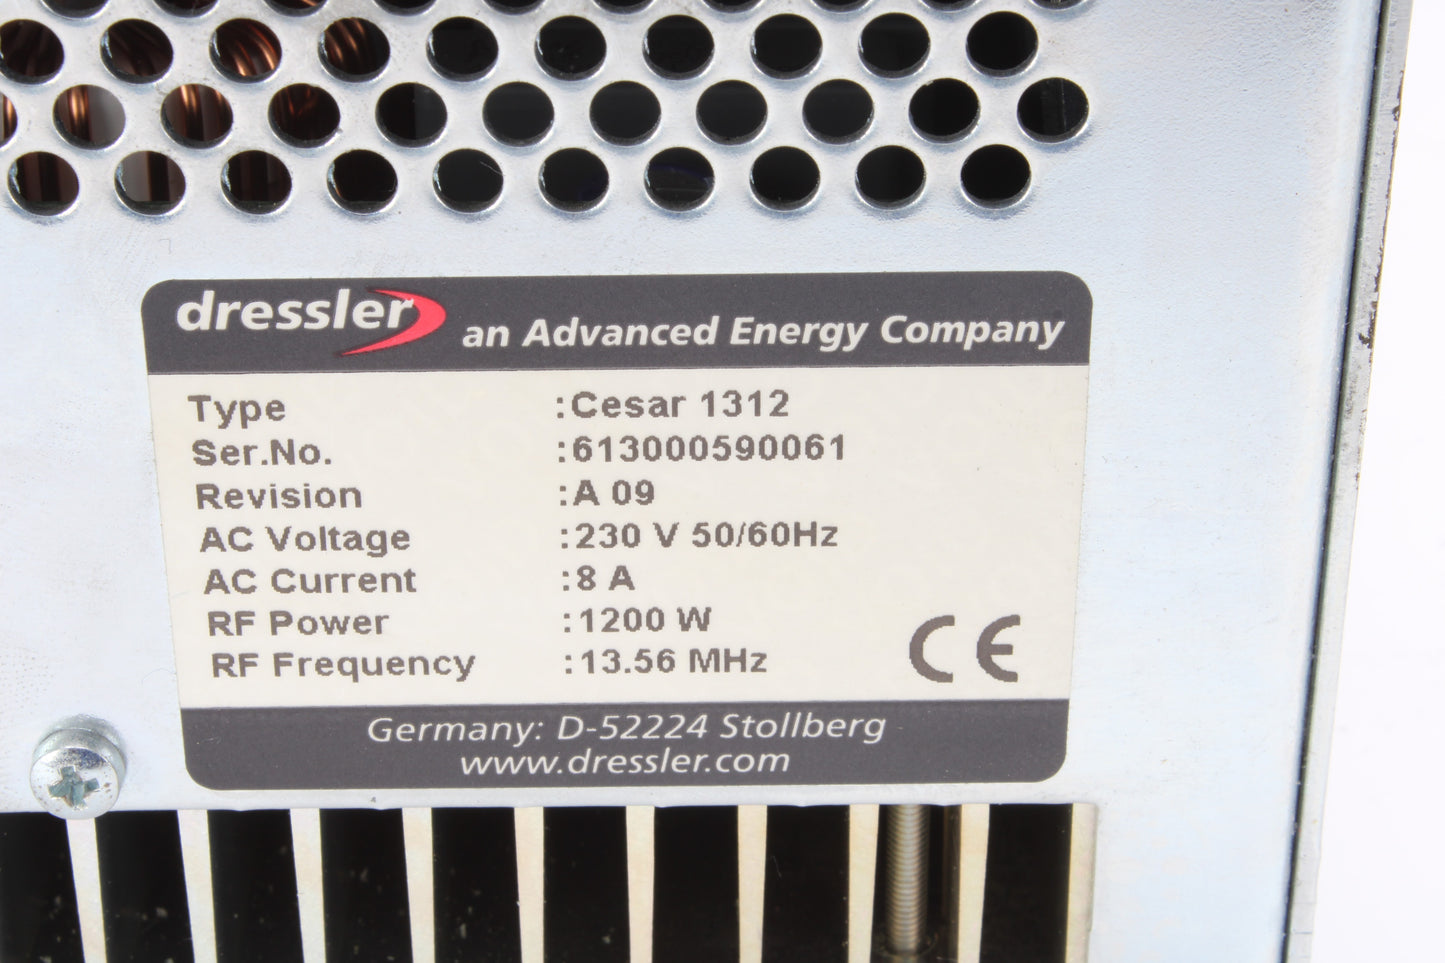 dressler an Advanced Energy Company
Type :Cesar 1312
Ser.No. :613000590061
Revision :A 09
AC Voltage :230 V 50/60Hz
AC Current :8 A
RF Power :1200 W
RF Frequency :13.56 MHz
CE
Germany: D-52224 Stollberg
www.dressler.com